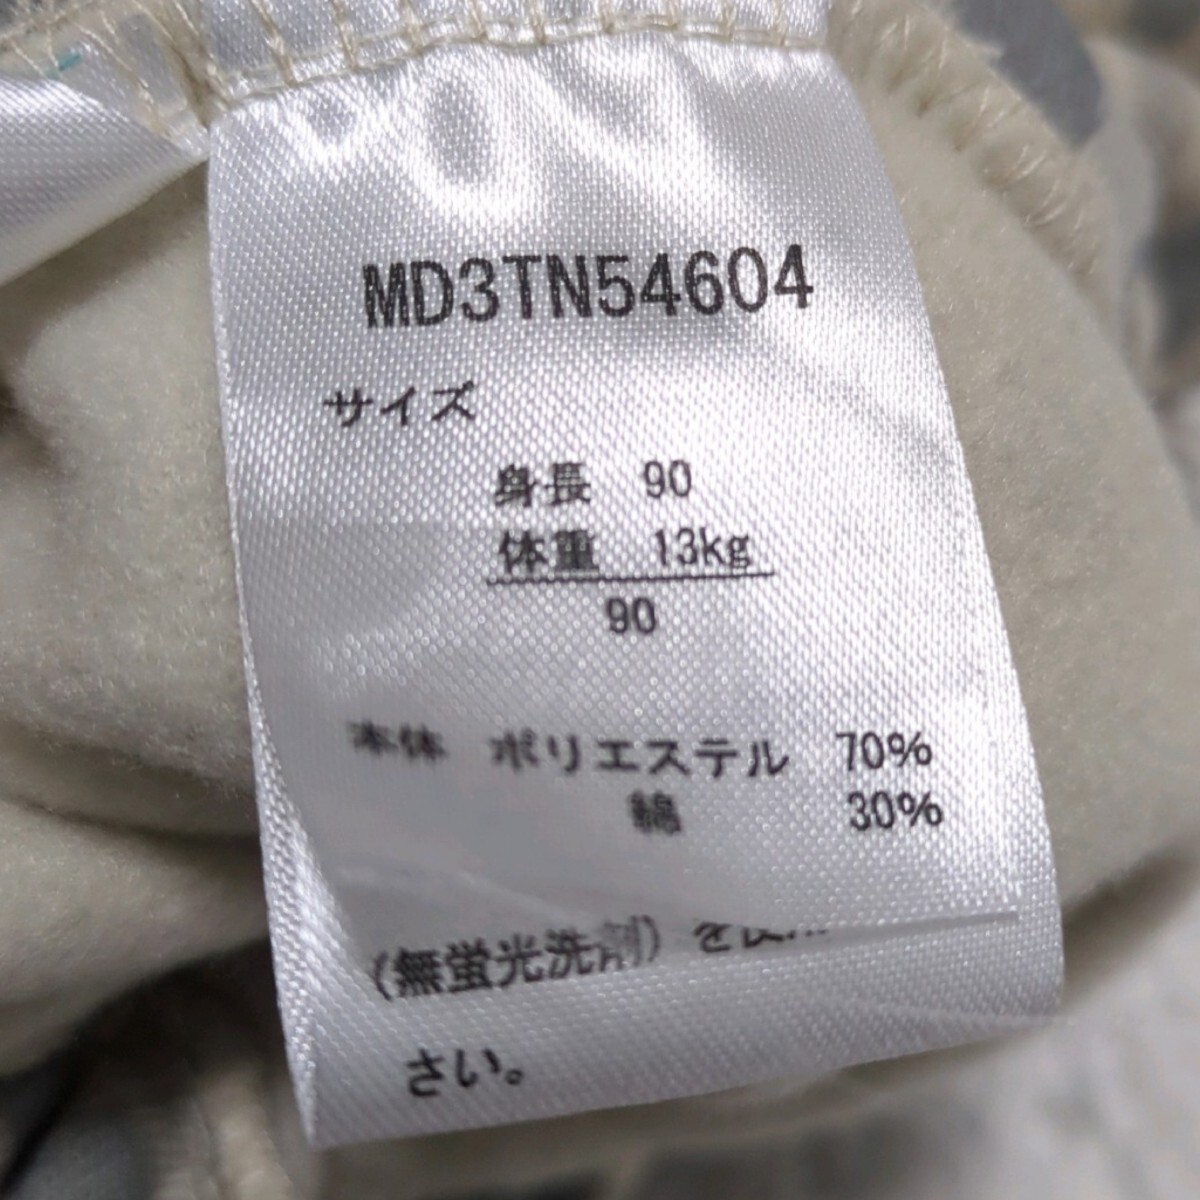 MD3TN54604
サイズ
身長 90
体重 13kg
90
本体 ポリエステル 70%
綿 30%
(無蛍光洗剤)を
さい。